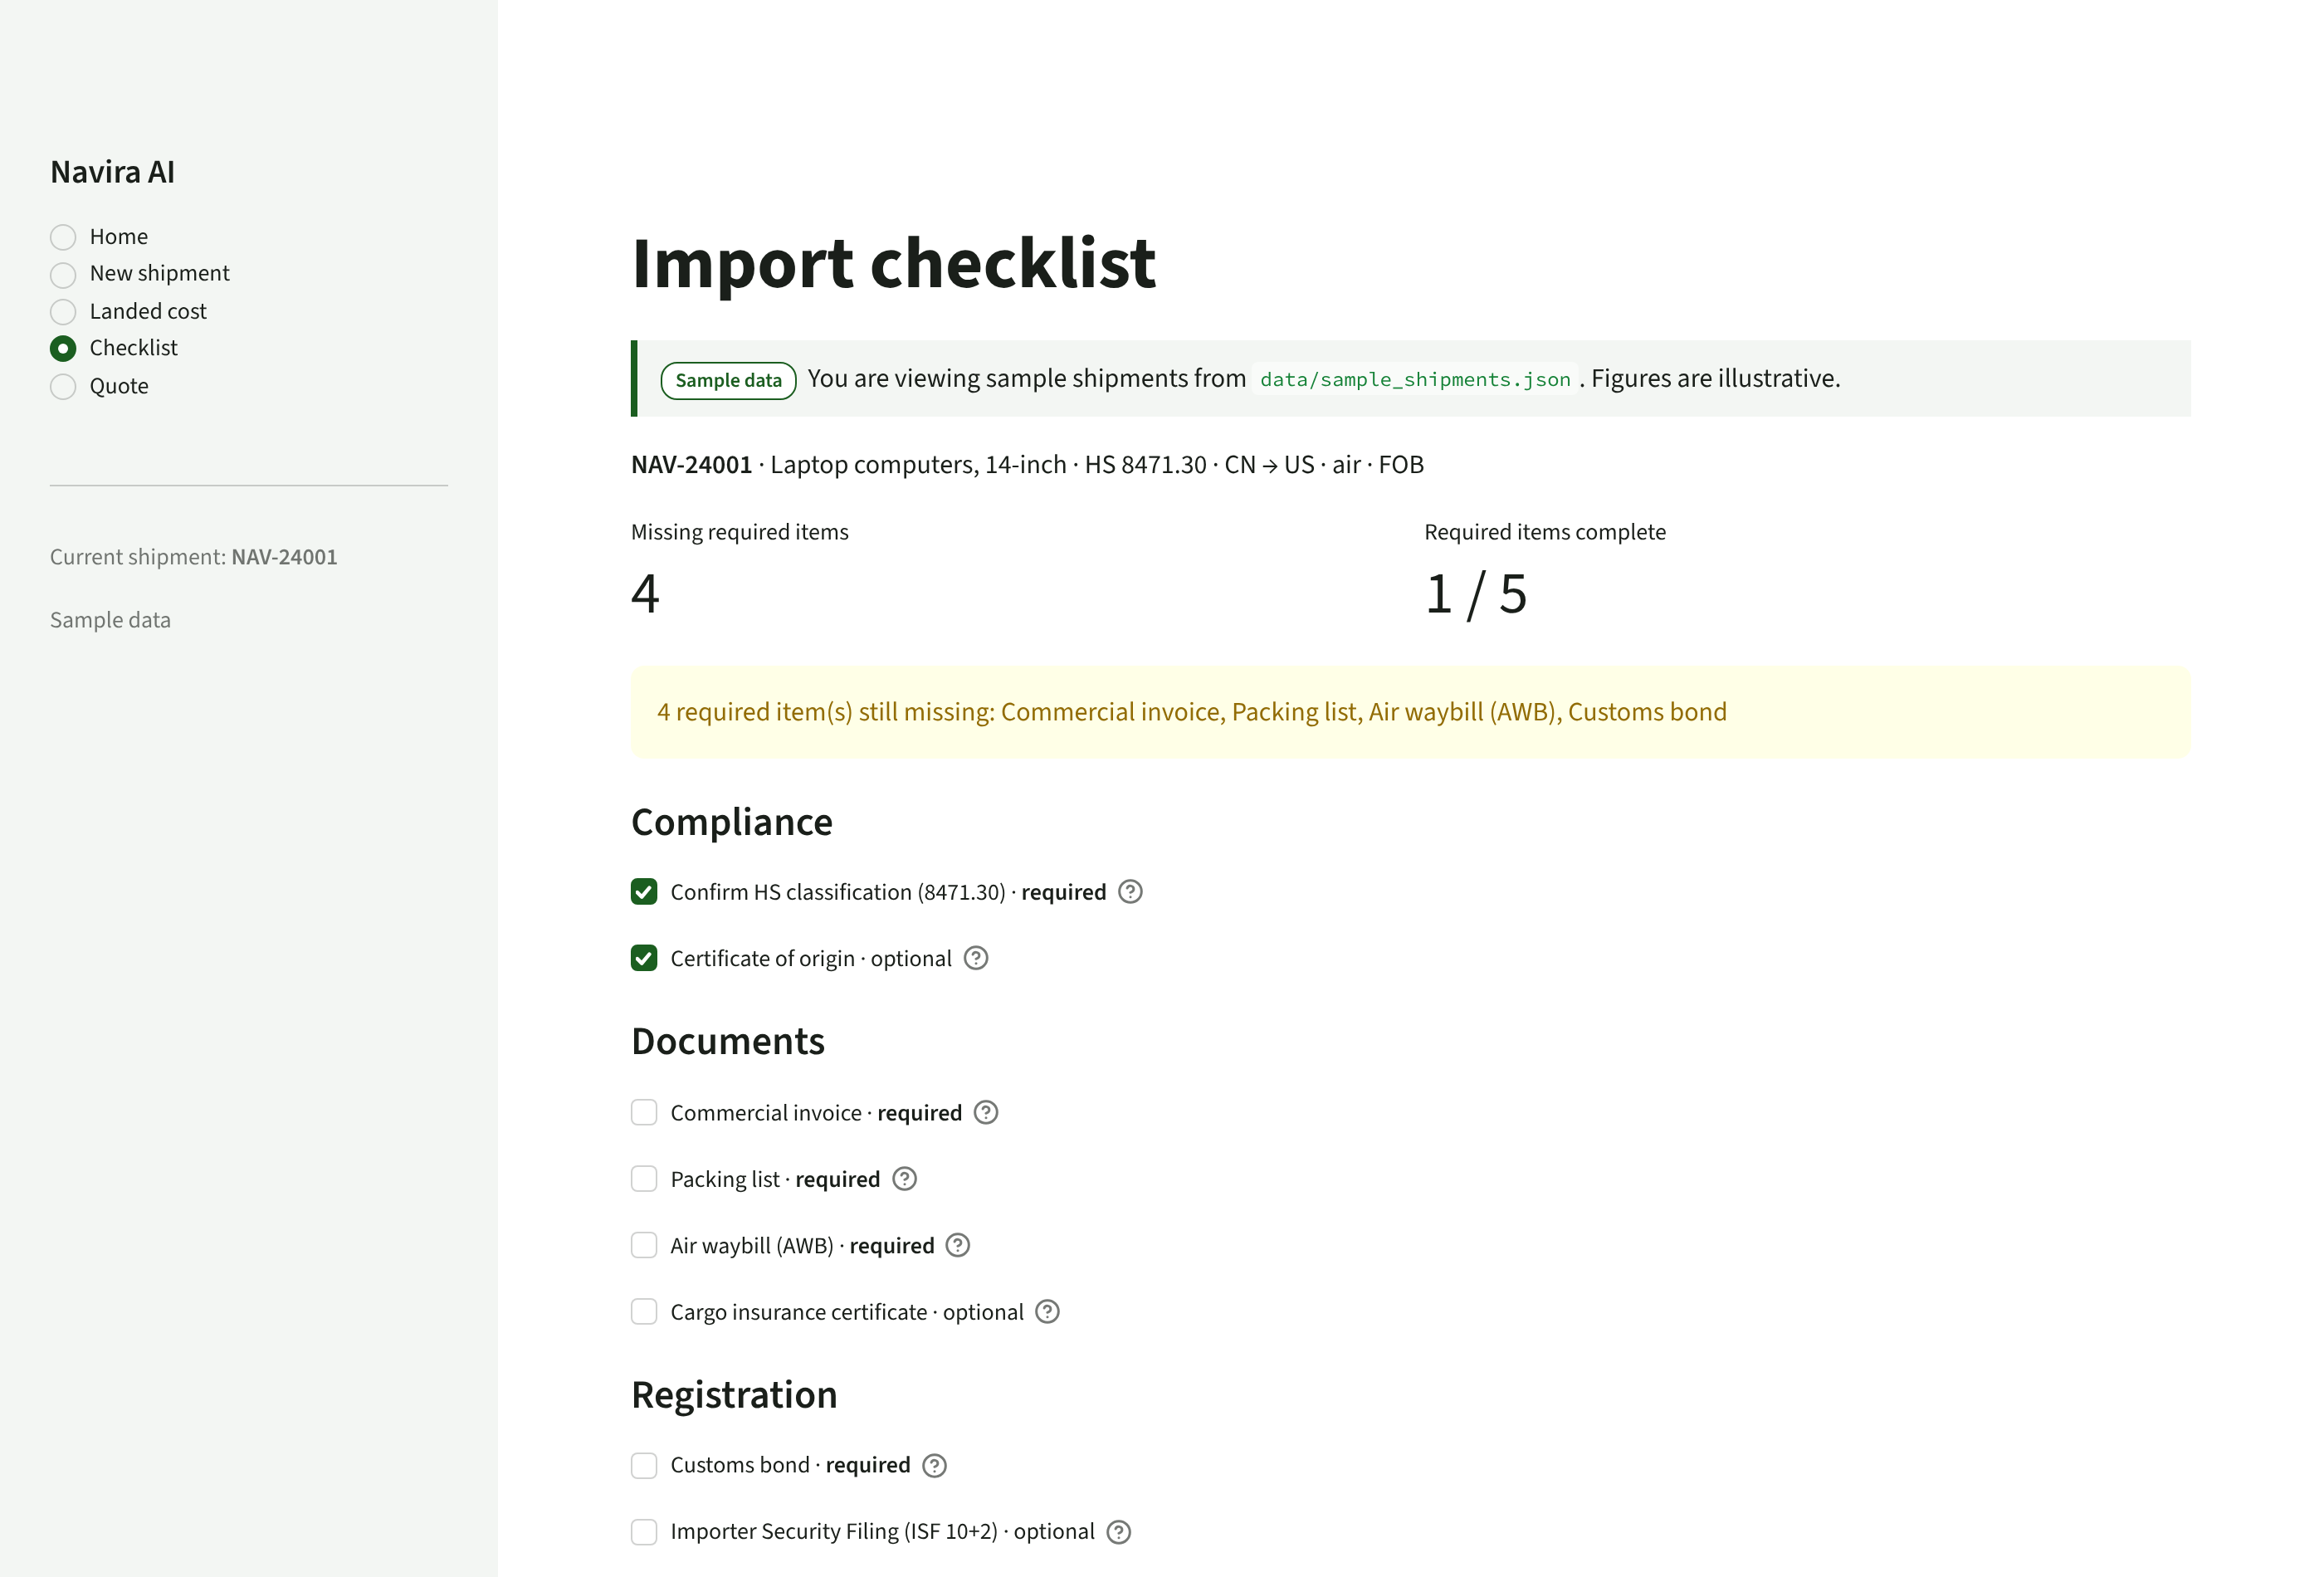 Navira AI
Home
New shipment
Landed cost
Checklist
Quote
Current shipment: NAV-24001
Sample data
Import checklist
Sample data You are viewing sample shipments from data/sample_shipments.json. Figures are illustrative.
NAV-24001 · Laptop computers, 14-inch · HS 8471.30 · CN → US · air · FOB
Missing required items
4
Required items complete
1 / 5
4 required item(s) still missing: Commercial invoice, Packing list, Air waybill (AWB), Customs bond
Compliance
Confirm HS classification (8471.30) · required
Certificate of origin · optional
Documents
Commercial invoice · required
Packing list · required
Air waybill (AWB) · required
Cargo insurance certificate · optional
Registration
Customs bond · required
Importer Security Filing (ISF 10+2) · optional